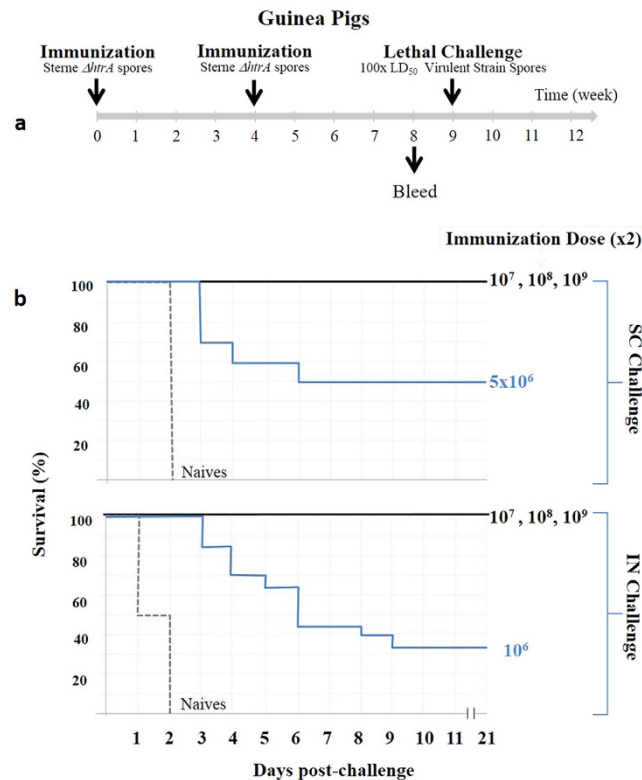 Guinea Pigs
Immunization
Sterne ΔhtrA spores
Immunization
Sterne ΔhtrA spores
Lethal Challenge
100x LD₅₀ Virulent Strain Spores
Time (week)
a
0 1 2 3 4 5 6 7 8 9 10 11 12
Bleed
Immunization Dose (x2)
b
100
80
60
40
20
Naives
10⁷, 10⁸, 10⁹
5x10⁶
SC Challenge
Survival (%)
100
80
60
40
20
Naives
10⁷, 10⁸, 10⁹
10⁶
IN Challenge
1 2 3 4 5 6 7 8 9 10 11 21
Days post-challenge